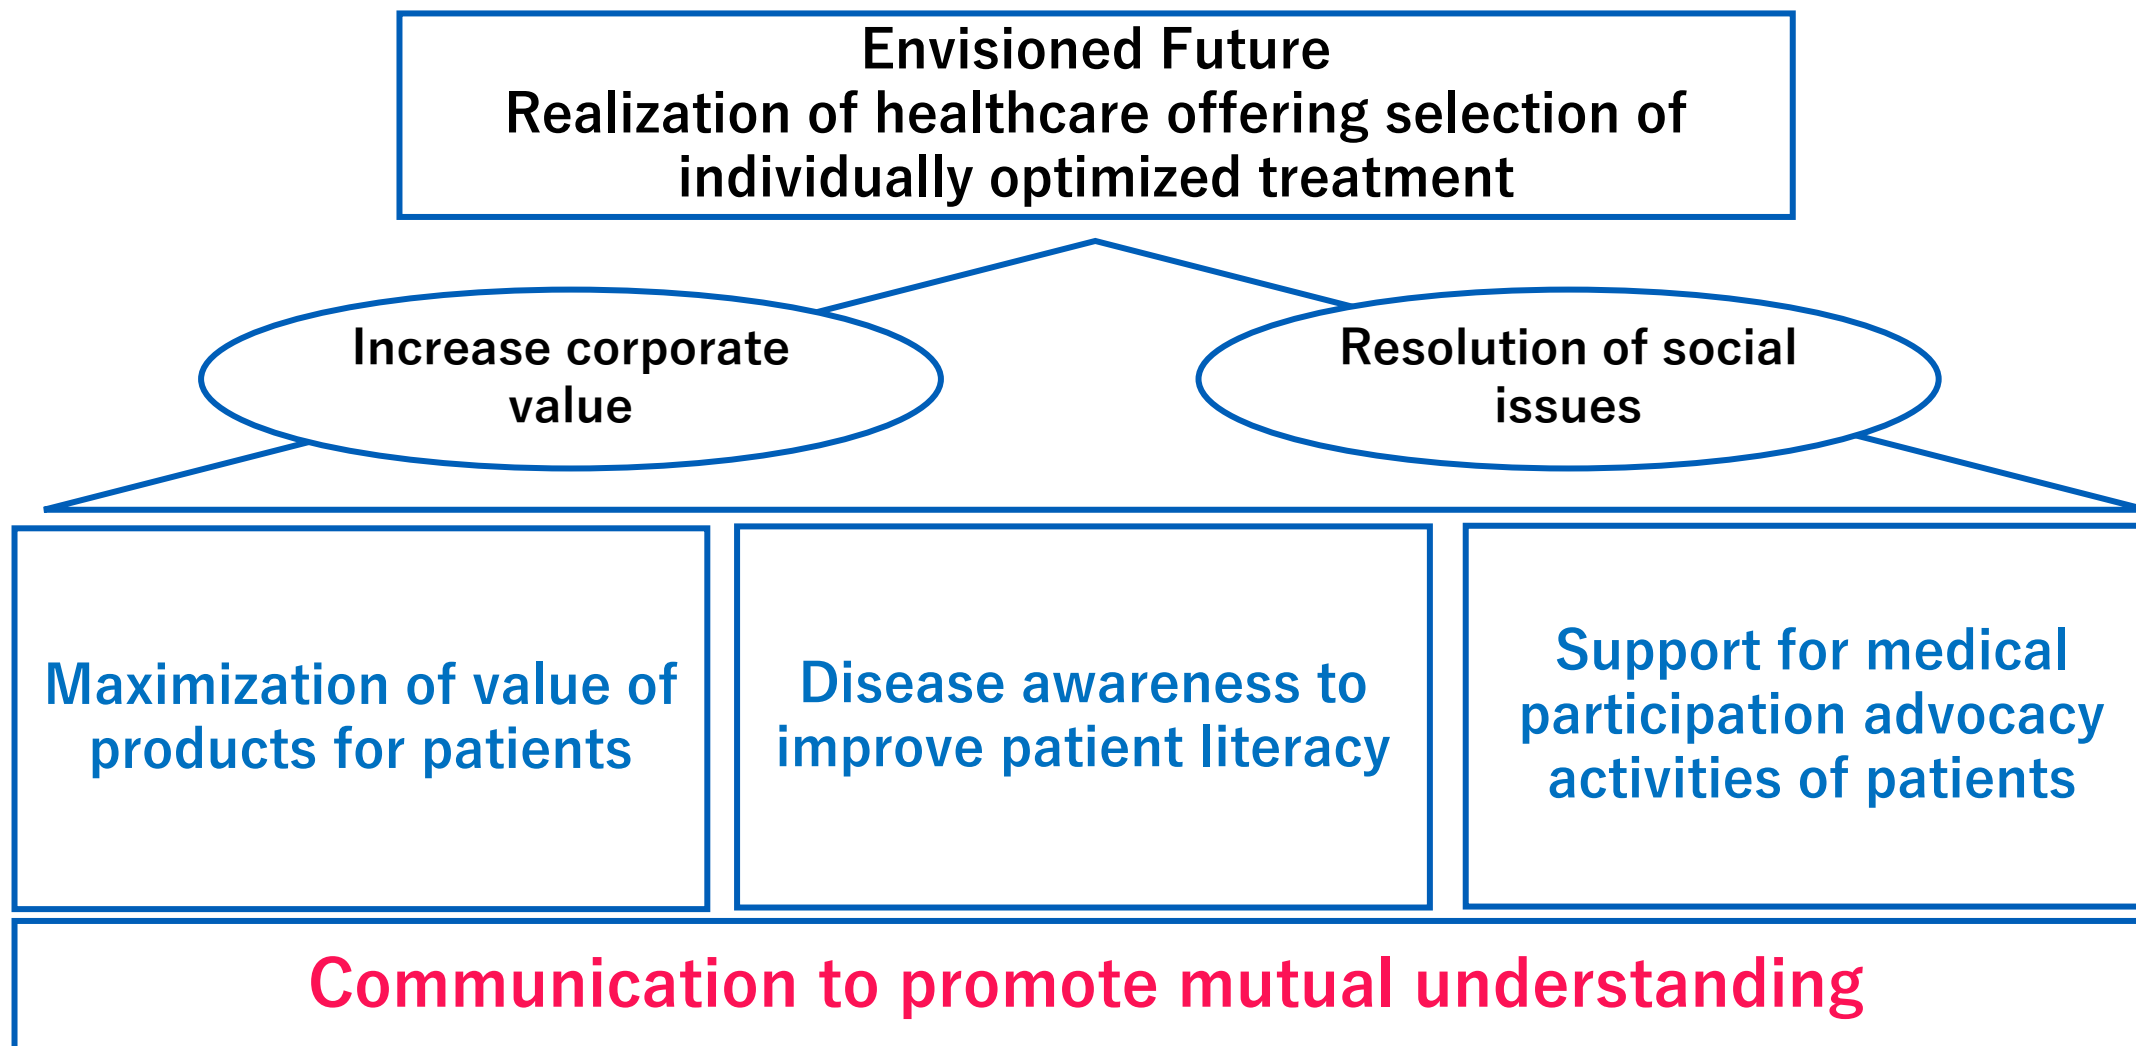 Envisioned Future
Realization of healthcare offering selection of
individually optimized treatment
Increase corporate
value
Resolution of social
issues
Maximization of value of
products for patients
Disease awareness to
improve patient literacy
Support for medical
participation advocacy
activities of patients
Communication to promote mutual understanding